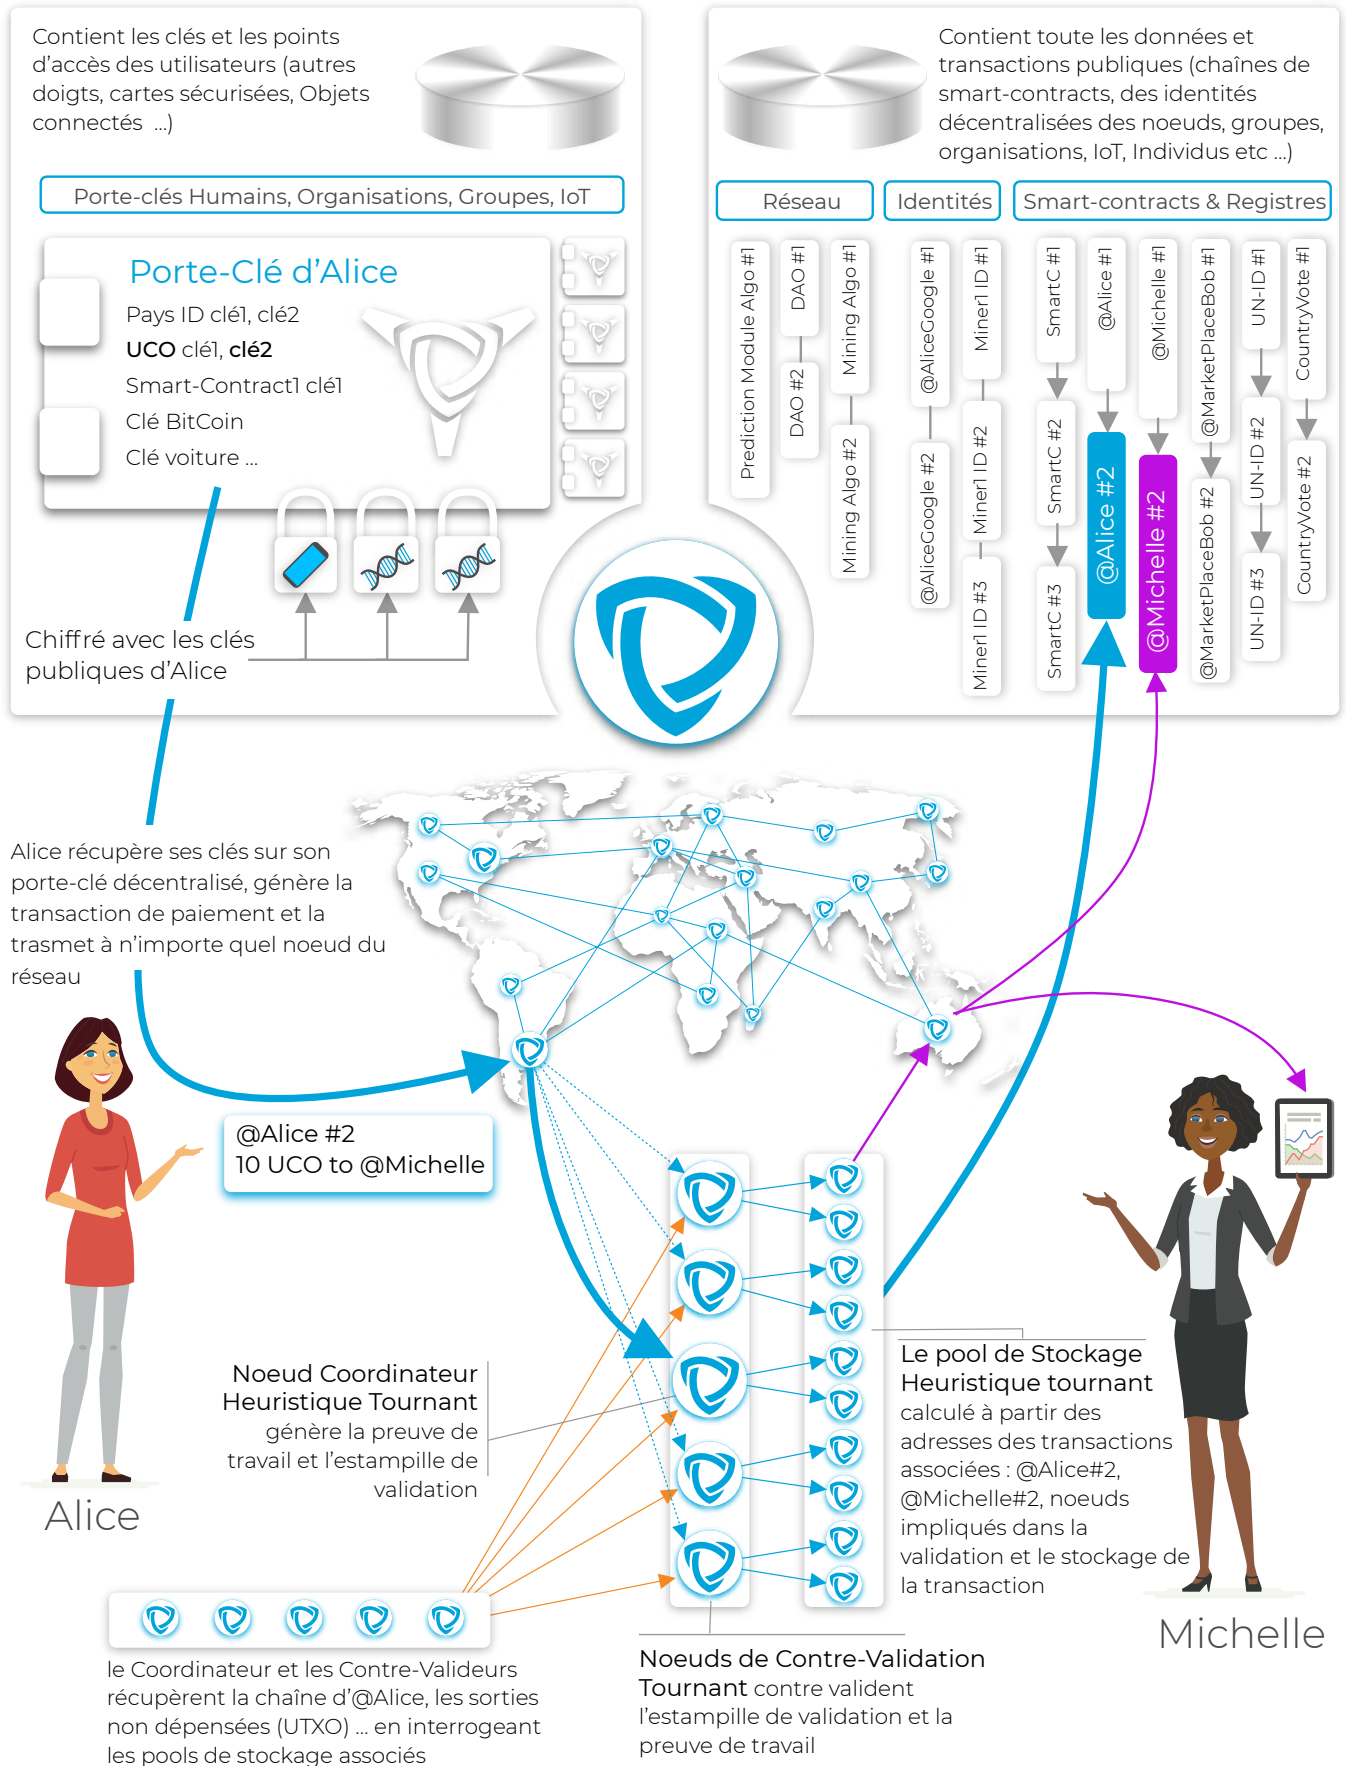 Contient les clés et les points
d'accès des utilisateurs (autres
doigts, cartes sécurisées, Objets
connectés ...)
Porte-clés Humains, Organisations, Groupes, IoT
Porte-Clé d'Alice
Pays ID clé1, clé2
UCO clé1, clé2
Smart-Contract1 clé1
Clé BitCoin
Clé voiture ...
Chiffré avec les clés
publiques d'Alice
Contient toute les données et
transactions publiques (chaînes de
smart-contracts, des identités
décentralisées des noeuds, groupes,
organisations, IoT, Individus etc ...)
Réseau
Identités
Smart-contracts & Registres
Prediction Module Algo #1
DAO #1
DAO #2
Mining Algo #1
Mining Algo #2
@AliceGoogle #1
@AliceGoogle #2
Miner1 ID #1
Miner1 ID #2
Miner1 ID #3
SmartC #1
SmartC #2
SmartC #3
@Alice #1
@Alice #2
@Michelle #1
@Michelle #2
@MarketPlaceBob #1
@MarketPlaceBob #2
UN-ID #1
UN-ID #2
UN-ID #3
CountryVote #1
CountryVote #2
Alice récupère ses clés sur son
porte-clé décentralisé, génère la
transaction de paiement et la
trasmet à n'importe quel noeud du
réseau
@Alice #2
10 UCO to @Michelle
Alice
Noeud Coordinateur
Heuristique Tournant
génère la preuve de
travail et l'estampille de
validation
Le pool de Stockage
Heuristique tournant
calculé à partir des
adresses des transactions
associées : @Alice#2,
@Michelle#2, noeuds
impliqués dans la
validation et le stockage de
la transaction
Michelle
le Coordinateur et les Contre-Valideurs
récupèrent la chaîne d'@Alice, les sorties
non dépensées (UTXO) ... en interrogeant
les pools de stockage associés
Noeuds de Contre-Validation
Tournant contre valident
l'estampille de validation et la
preuve de travail